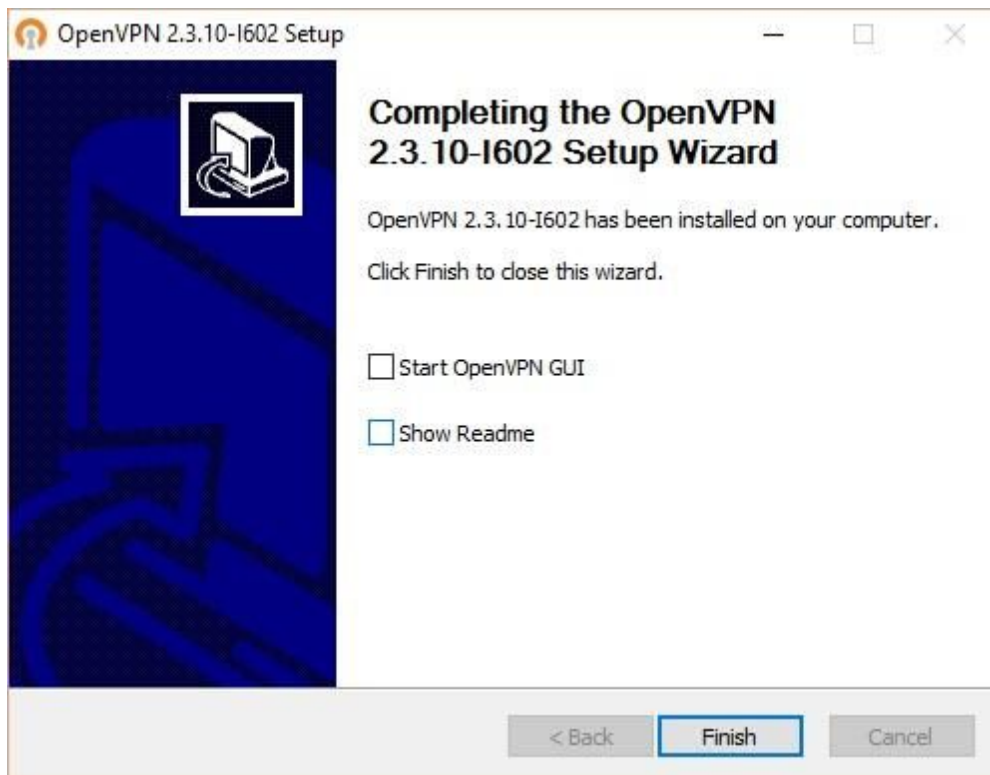 OpenVPN 2.3.10-I602 Setup
Completing the OpenVPN
2.3.10-I602 Setup Wizard
OpenVPN 2.3.10-I602 has been installed on your computer.
Click Finish to close this wizard.
Start OpenVPN GUI
Show Readme
< Back
Finish
Cancel